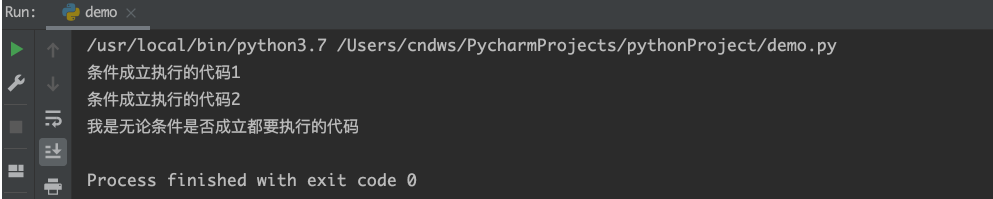 Run: demo
/usr/local/bin/python3.7 /Users/cndws/PycharmProjects/pythonProject/demo.py
条件成立执行的代码1
条件成立执行的代码2
我是无论条件是否成立都要执行的代码
Process finished with exit code 0